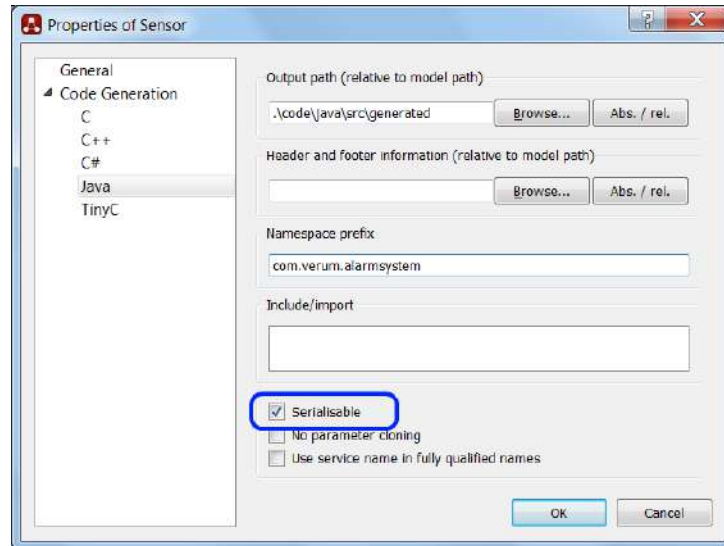 Properties of Sensor
General
Code Generation
C
C++
C#
Java
TinyC
Output path (relative to model path)
.\code\java\src\generated
Browse...
Abs. / rel.
Header and footer information (relative to model path)
Browse...
Abs. / rel.
Namespace prefix
com.verum.alarmsystem
Include/import
Serialisable
No parameter cloning
Use service name in fully qualified names
OK
Cancel